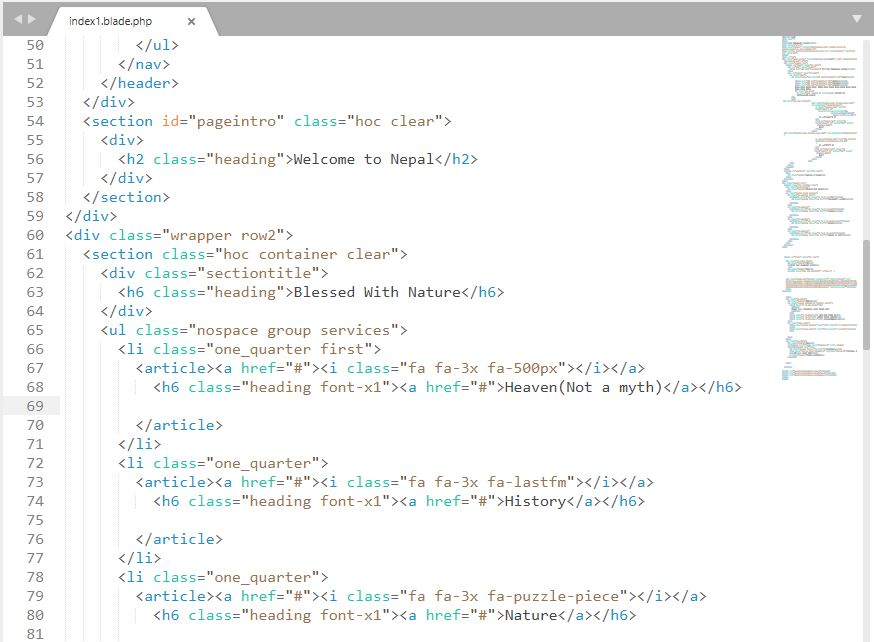 index1.blade.php ×
50 </ul>
51 </nav>
52 </header>
53 </div>
54 <section id="pageintro" class="hoc clear">
55 <div>
56 <h2 class="heading">Welcome to Nepal</h2>
57 </div>
58 </section>
59 </div>
60 <div class="wrapper row2">
61 <section class="hoc container clear">
62 <div class="sectiontitle">
63 <h6 class="heading">Blessed With Nature</h6>
64 </div>
65 <ul class="nospace group services">
66 <li class="one_quarter first">
67 <article><a href="#"><i class="fa fa-3x fa-500px"></i></a>
68 <h6 class="heading font-x1"><a href="#">Heaven(Not a myth)</a></h6>
69
70 </article>
71 </li>
72 <li class="one_quarter">
73 <article><a href="#"><i class="fa fa-3x fa-lastfm"></i></a>
74 <h6 class="heading font-x1"><a href="#">History</a></h6>
75
76 </article>
77 </li>
78 <li class="one_quarter">
79 <article><a href="#"><i class="fa fa-3x fa-puzzle-piece"></i></a>
80 <h6 class="heading font-x1"><a href="#">Nature</a></h6>
81